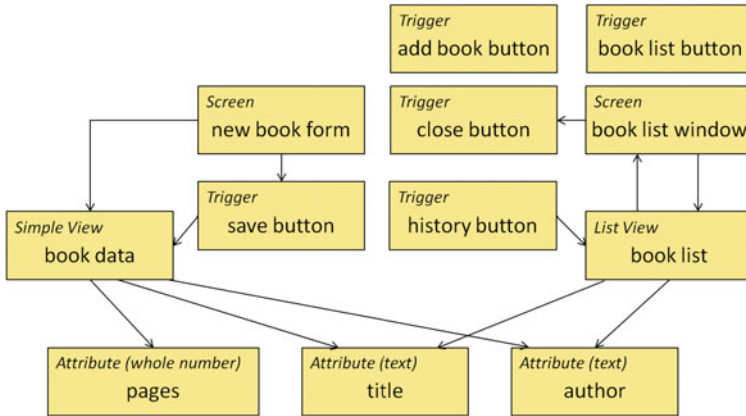 Trigger
add book button
Trigger
book list button
Screen
new book form
Trigger
close button
Screen
book list window
Trigger
save button
Trigger
history button
Simple View
book data
List View
book list
Attribute (whole number)
pages
Attribute (text)
title
Attribute (text)
author